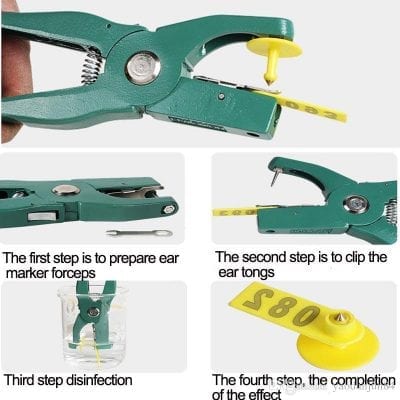 082
The first step is to prepare ear
marker forceps
The second step is to clip the
ear tongs
Third step disinfection
280
The fourth step, the completion
of the effect